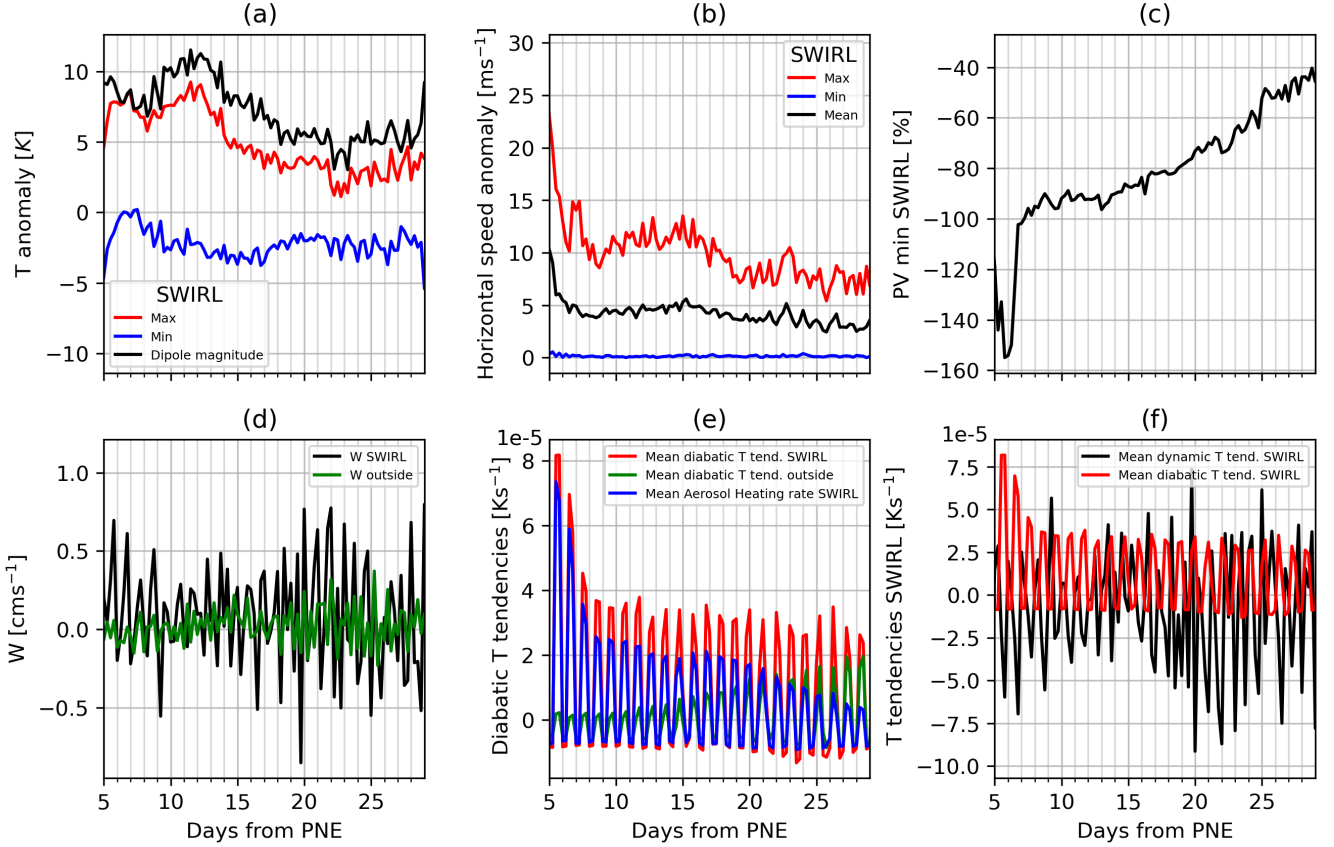 (a)
(b)
(c)
T anomaly [K]
10
5
0
−5
−10
SWIRL
Max
Min
Dipole magnitude
Horizontal speed anomaly [ms⁻¹]
30
25
20
15
10
5
0
SWIRL
Max
Min
Mean
PV min SWIRL [%]
−40
−60
−80
−100
−120
−140
−160
(d)
(e)
(f)
W [cms⁻¹]
1.0
0.5
0.0
−0.5
W SWIRL
W outside
5 10 15 20 25
Days from PNE
Diabatic T tendencies [Ks⁻¹]
1e-5
8
6
4
2
0
Mean diabatic T tend. SWIRL
Mean diabatic T tend. outside
Mean Aerosol Heating rate SWIRL
5 10 15 20 25
Days from PNE
T tendencies SWIRL [Ks⁻¹]
1e-5
7.5
5.0
2.5
0.0
−2.5
−5.0
−7.5
−10.0
Mean dynamic T tend. SWIRL
Mean diabatic T tend. SWIRL
5 10 15 20 25
Days from PNE